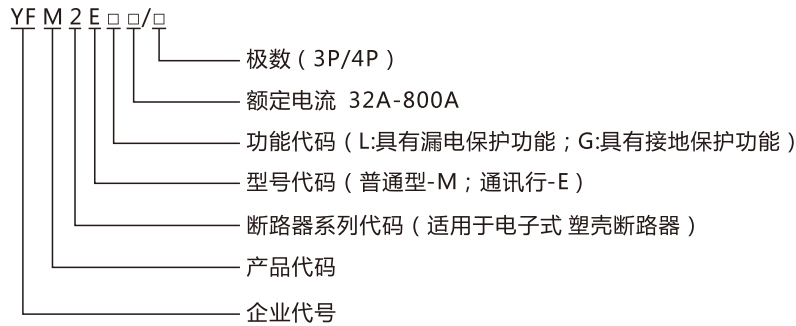 YF M 2 E □ □/□
极数（3P/4P）
额定电流 32A-800A
功能代码（L:具有漏电保护功能；G:具有接地保护功能）
型号代码（普通型-M；通讯行-E）
断路器系列代码（适用于电子式 塑壳断路器）
产品代码
企业代号